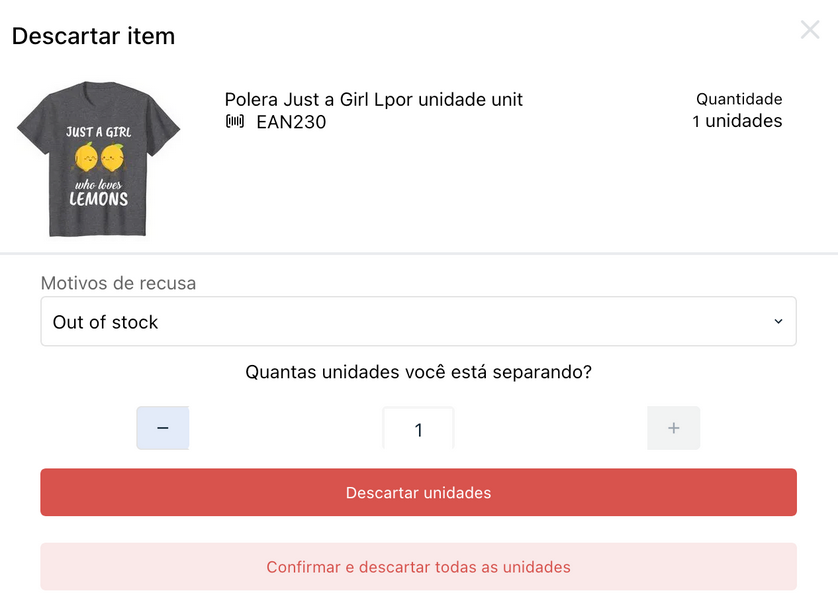 Descartar item
JUST A GIRL
who loves
LEMONS
Polera Just a Girl Lpor unidade unit
EAN230
Quantidade
1 unidades
Motivos de recusa
Out of stock
Quantas unidades você está separando?
−
1
+
Descartar unidades
Confirmar e descartar todas as unidades